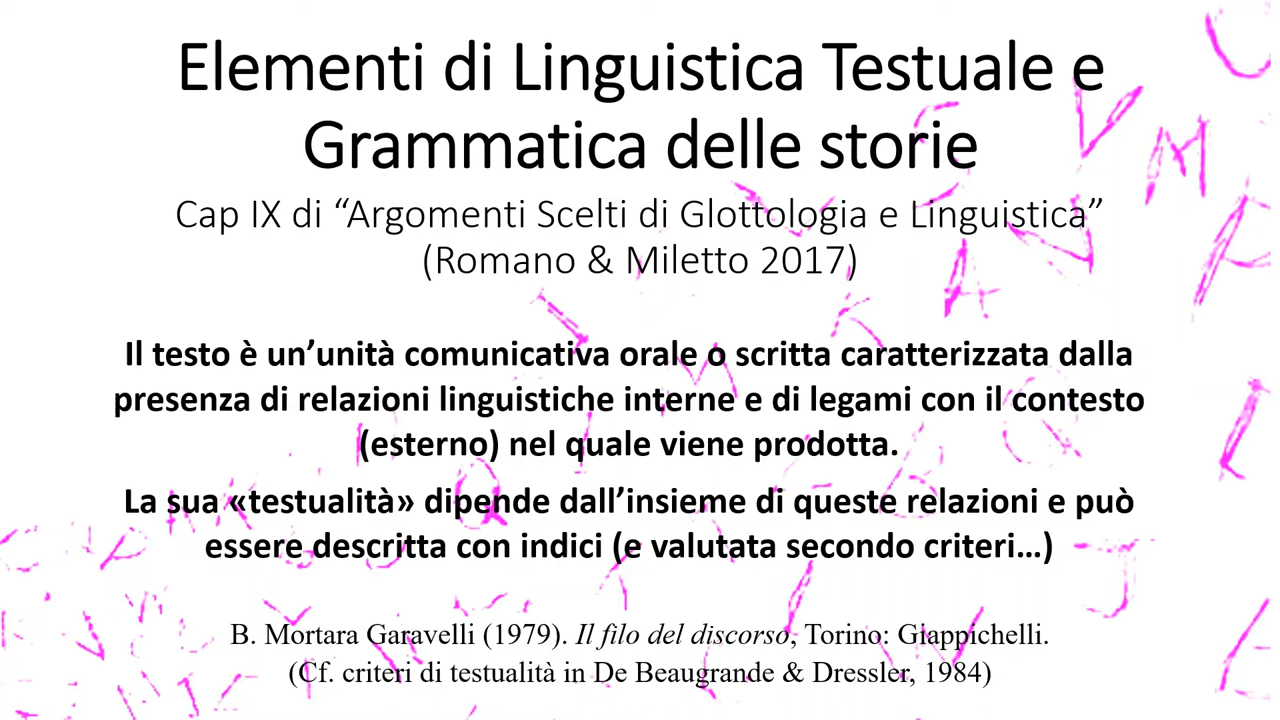 Elementi di Linguistica Testuale e
Grammatica delle storie
Cap IX di “Argomenti Scelti di Glottologia e Linguistica”
(Romano & Miletto 2017)
Il testo è un’unità comunicativa orale o scritta caratterizzata dalla
presenza di relazioni linguistiche interne e di legami con il contesto
(esterno) nel quale viene prodotta.
La sua «testualità» dipende dall’insieme di queste relazioni e può
essere descritta con indici (e valutata secondo criteri…)
B. Mortara Garavelli (1979). Il filo del discorso, Torino: Giappichelli.
(Cf. criteri di testualità in De Beaugrande & Dressler, 1984)